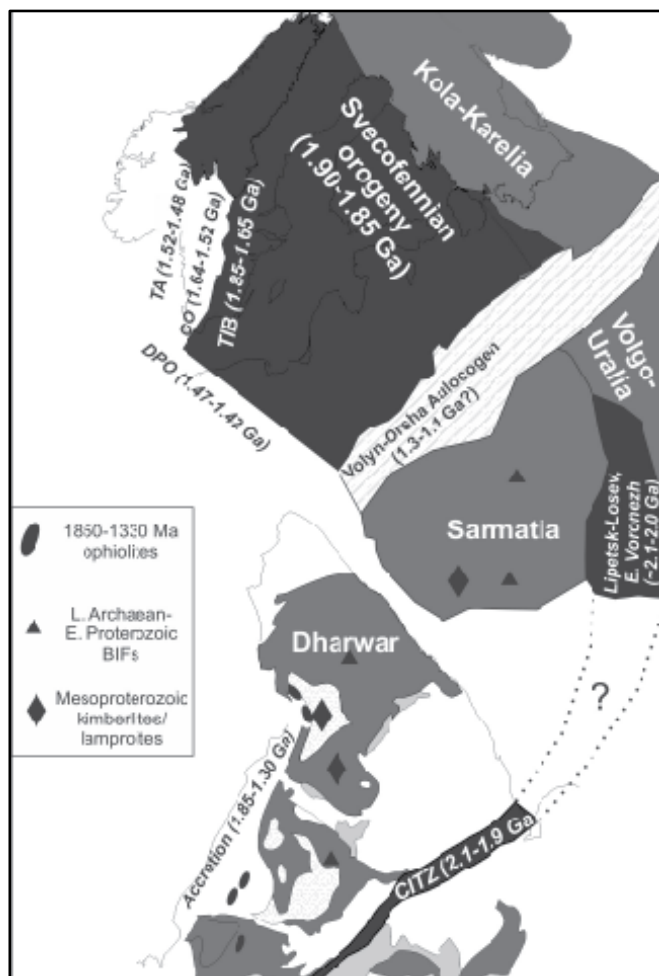 Kola-Karelia
Svecofennian
orogeny
(1.90-1.85 Ga)
TA (1.52-1.48 Ga)
CO (1.64-1.52 Ga)
TIB (1.85-1.65 Ga)
DPO (1.47-1.42 Ga)
Volgo-
Uralia
Volyn-Orsha Aulocogen
(1.3-1.1 Ga?)
Sarmatia
Lipetsk-Losev,
E. Voronezh
(~2.1-2.0 Ga)
1850-1330 Ma
ophiolites
L. Archaean-
E. Proterozoic
BIFs
Mesoproterozoic
kimberlites/
lamproites
Dharwar
?
Accretion (1.85-1.30 Ga)
CITZ (2.1-1.9 Ga